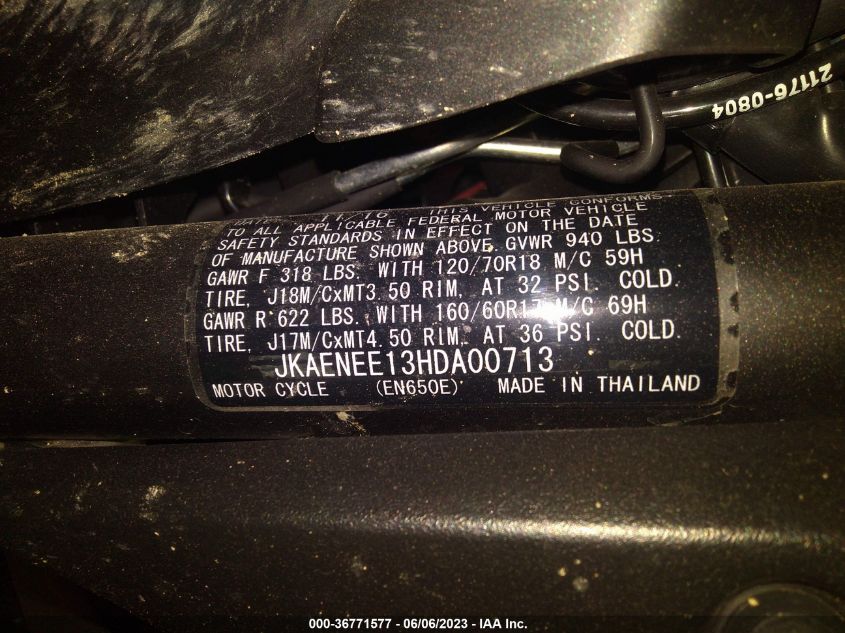 21176-0804
11/16 THIS VEHICLE CONFORMS
TO ALL APPLICABLE FEDERAL MOTOR VEHICLE
SAFETY STANDARDS IN EFFECT ON THE DATE
OF MANUFACTURE SHOWN ABOVE. GVWR 940 LBS.
GAWR F 318 LBS. WITH 120/70R18 M/C 59H
TIRE, J18M/CxMT3.50 RIM, AT 32 PSI. COLD.
GAWR R 622 LBS. WITH 160/60R17 M/C 69H
TIRE, J17M/CxMT4.50 RIM, AT 36 PSI. COLD.
JKAENEE13HDA00713
MOTOR CYCLE (EN650E) MADE IN THAILAND
000-36771577 - 06/06/2023 - IAA Inc.